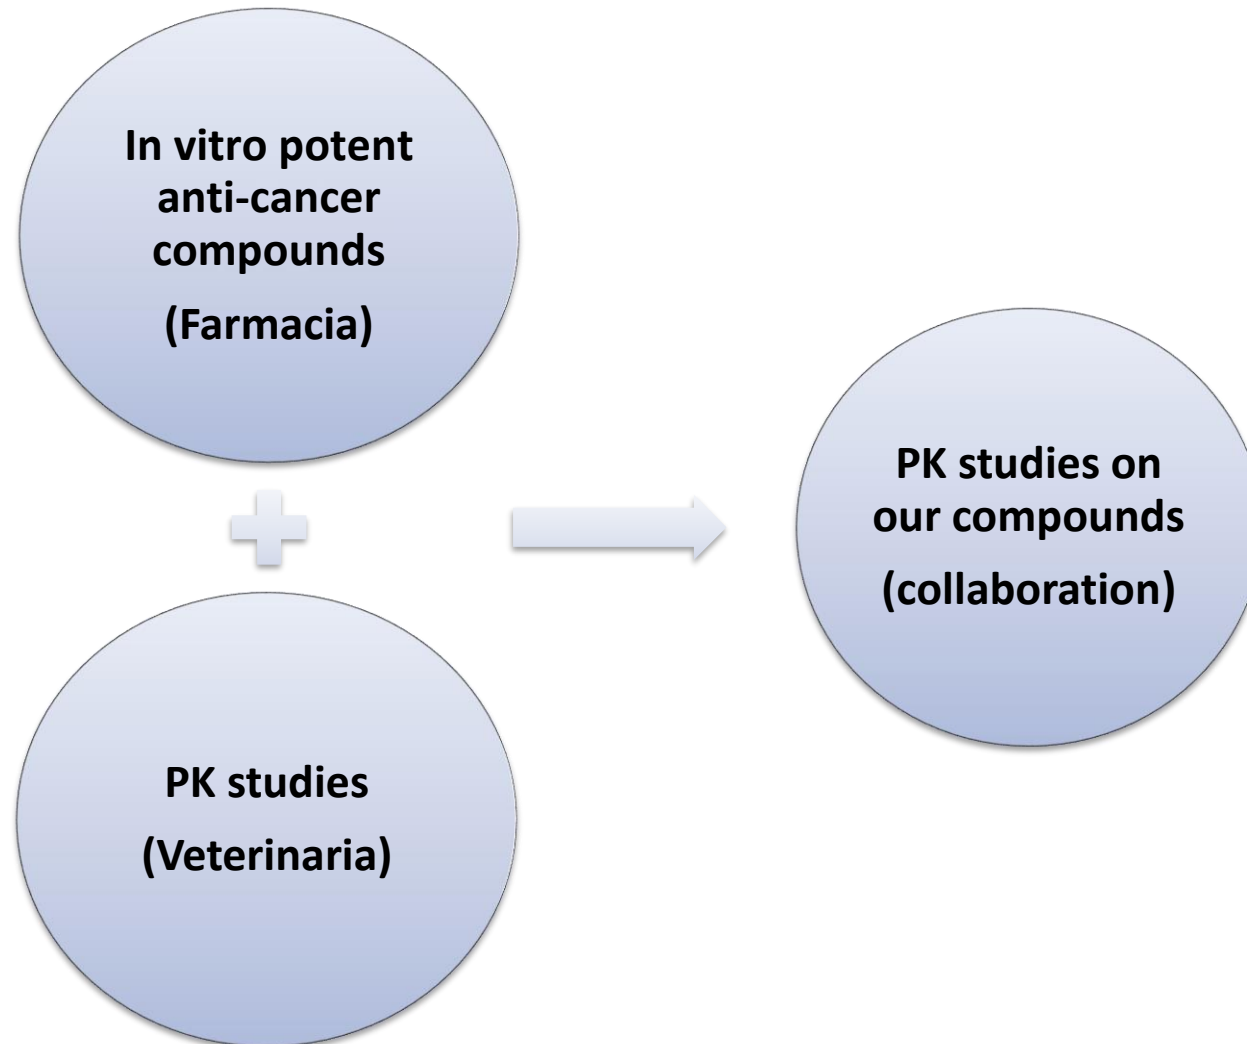 In vitro potent
anti-cancer
compounds
(Farmacia)
PK studies
(Veterinaria)
PK studies on
our compounds
(collaboration)